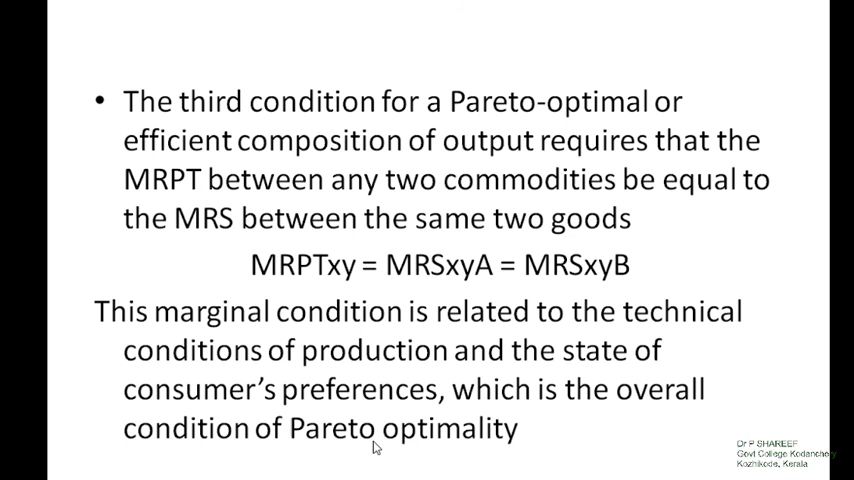 • The third condition for a Pareto-optimal or
efficient composition of output requires that the
MRPT between any two commodities be equal to
the MRS between the same two goods
MRPTxy = MRSxyA = MRSxyB
This marginal condition is related to the technical
conditions of production and the state of
consumer’s preferences, which is the overall
condition of Pareto optimality
Dr P SHAREEF
Govt College Kodanchery
Kozhikode, Kerala